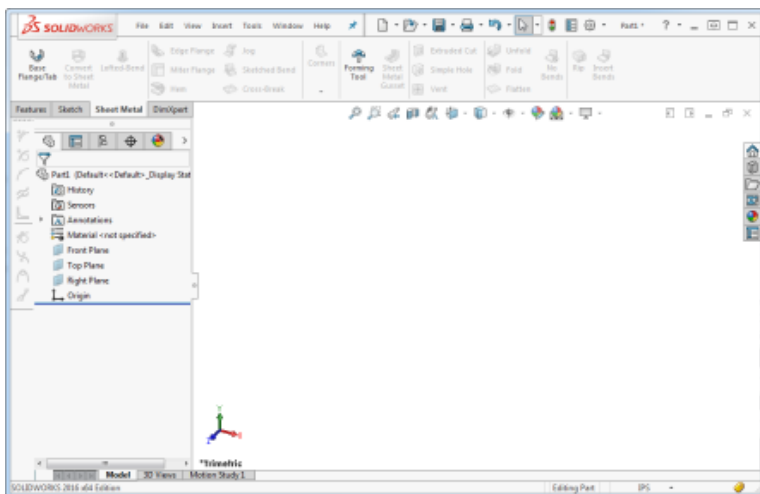 SOLIDWORKS File Edit View Insert Tools Window Help Part1 ?
Base Flange/Tab
Convert to Sheet Metal
Lofted-Bend
Edge Flange
Miter Flange
Hem
Jog
Sketched Bend
Cross-Break
Corners
Forming Tool
Sheet Metal Gusset
Extruded Cut
Simple Hole
Vent
Unfold
Fold
Flatten
No Bends
Rip
Insert Bends
Features Sketch Sheet Metal DimXpert
Part1 (Default<<Default>_Display Stat
History
Sensors
Annotations
Material <not specified>
Front Plane
Top Plane
Right Plane
Origin
*Trimetric
Model 3D Views Motion Study 1
SOLIDWORKS 2016 x64 Edition Editing Part IPS